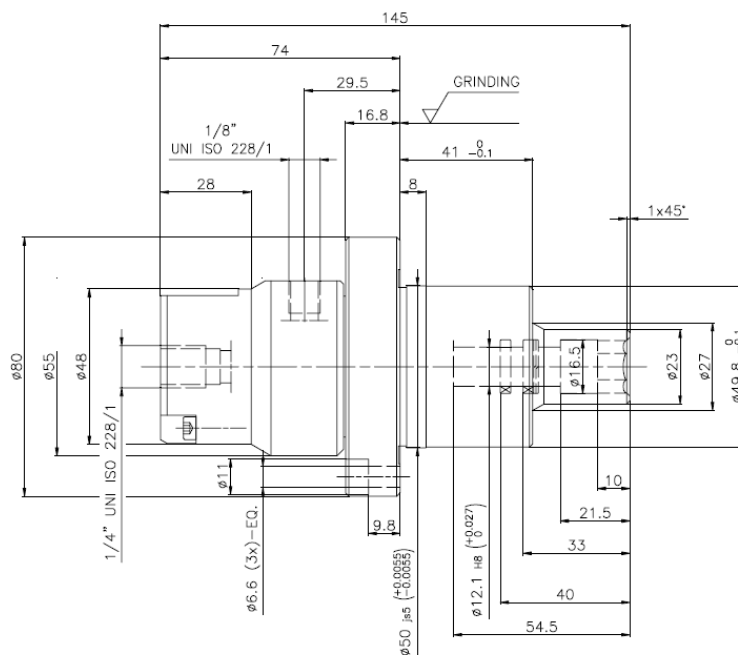 145
74
29.5
GRINDING
16.8
1/8"
UNI ISO 228/1
41 0 -0.1
28
8
1x45°
Ø80
Ø55
Ø48
Ø16.5
Ø23
Ø27
1/4" UNI ISO 228/1
Ø11
9.8
Ø6.6 (3x)-EQ.
Ø50 js5 (+0.0055 -0.0055)
Ø12.1 H8 (+0.027 0)
10
21.5
33
40
54.5